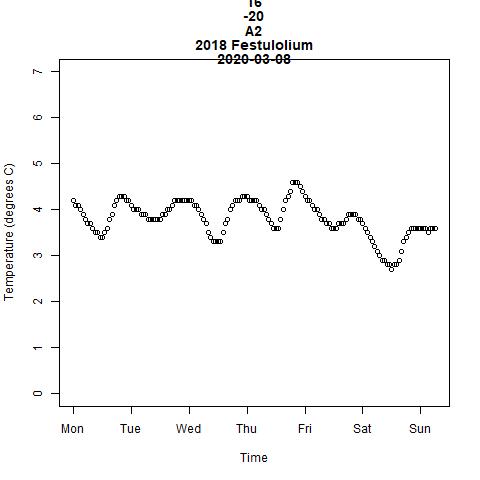 16
-20
A2
2018 Festulolium
2020-03-08
7
6
5
4
3
2
1
0
Temperature (degrees C)
Mon Tue Wed Thu Fri Sat Sun
Time